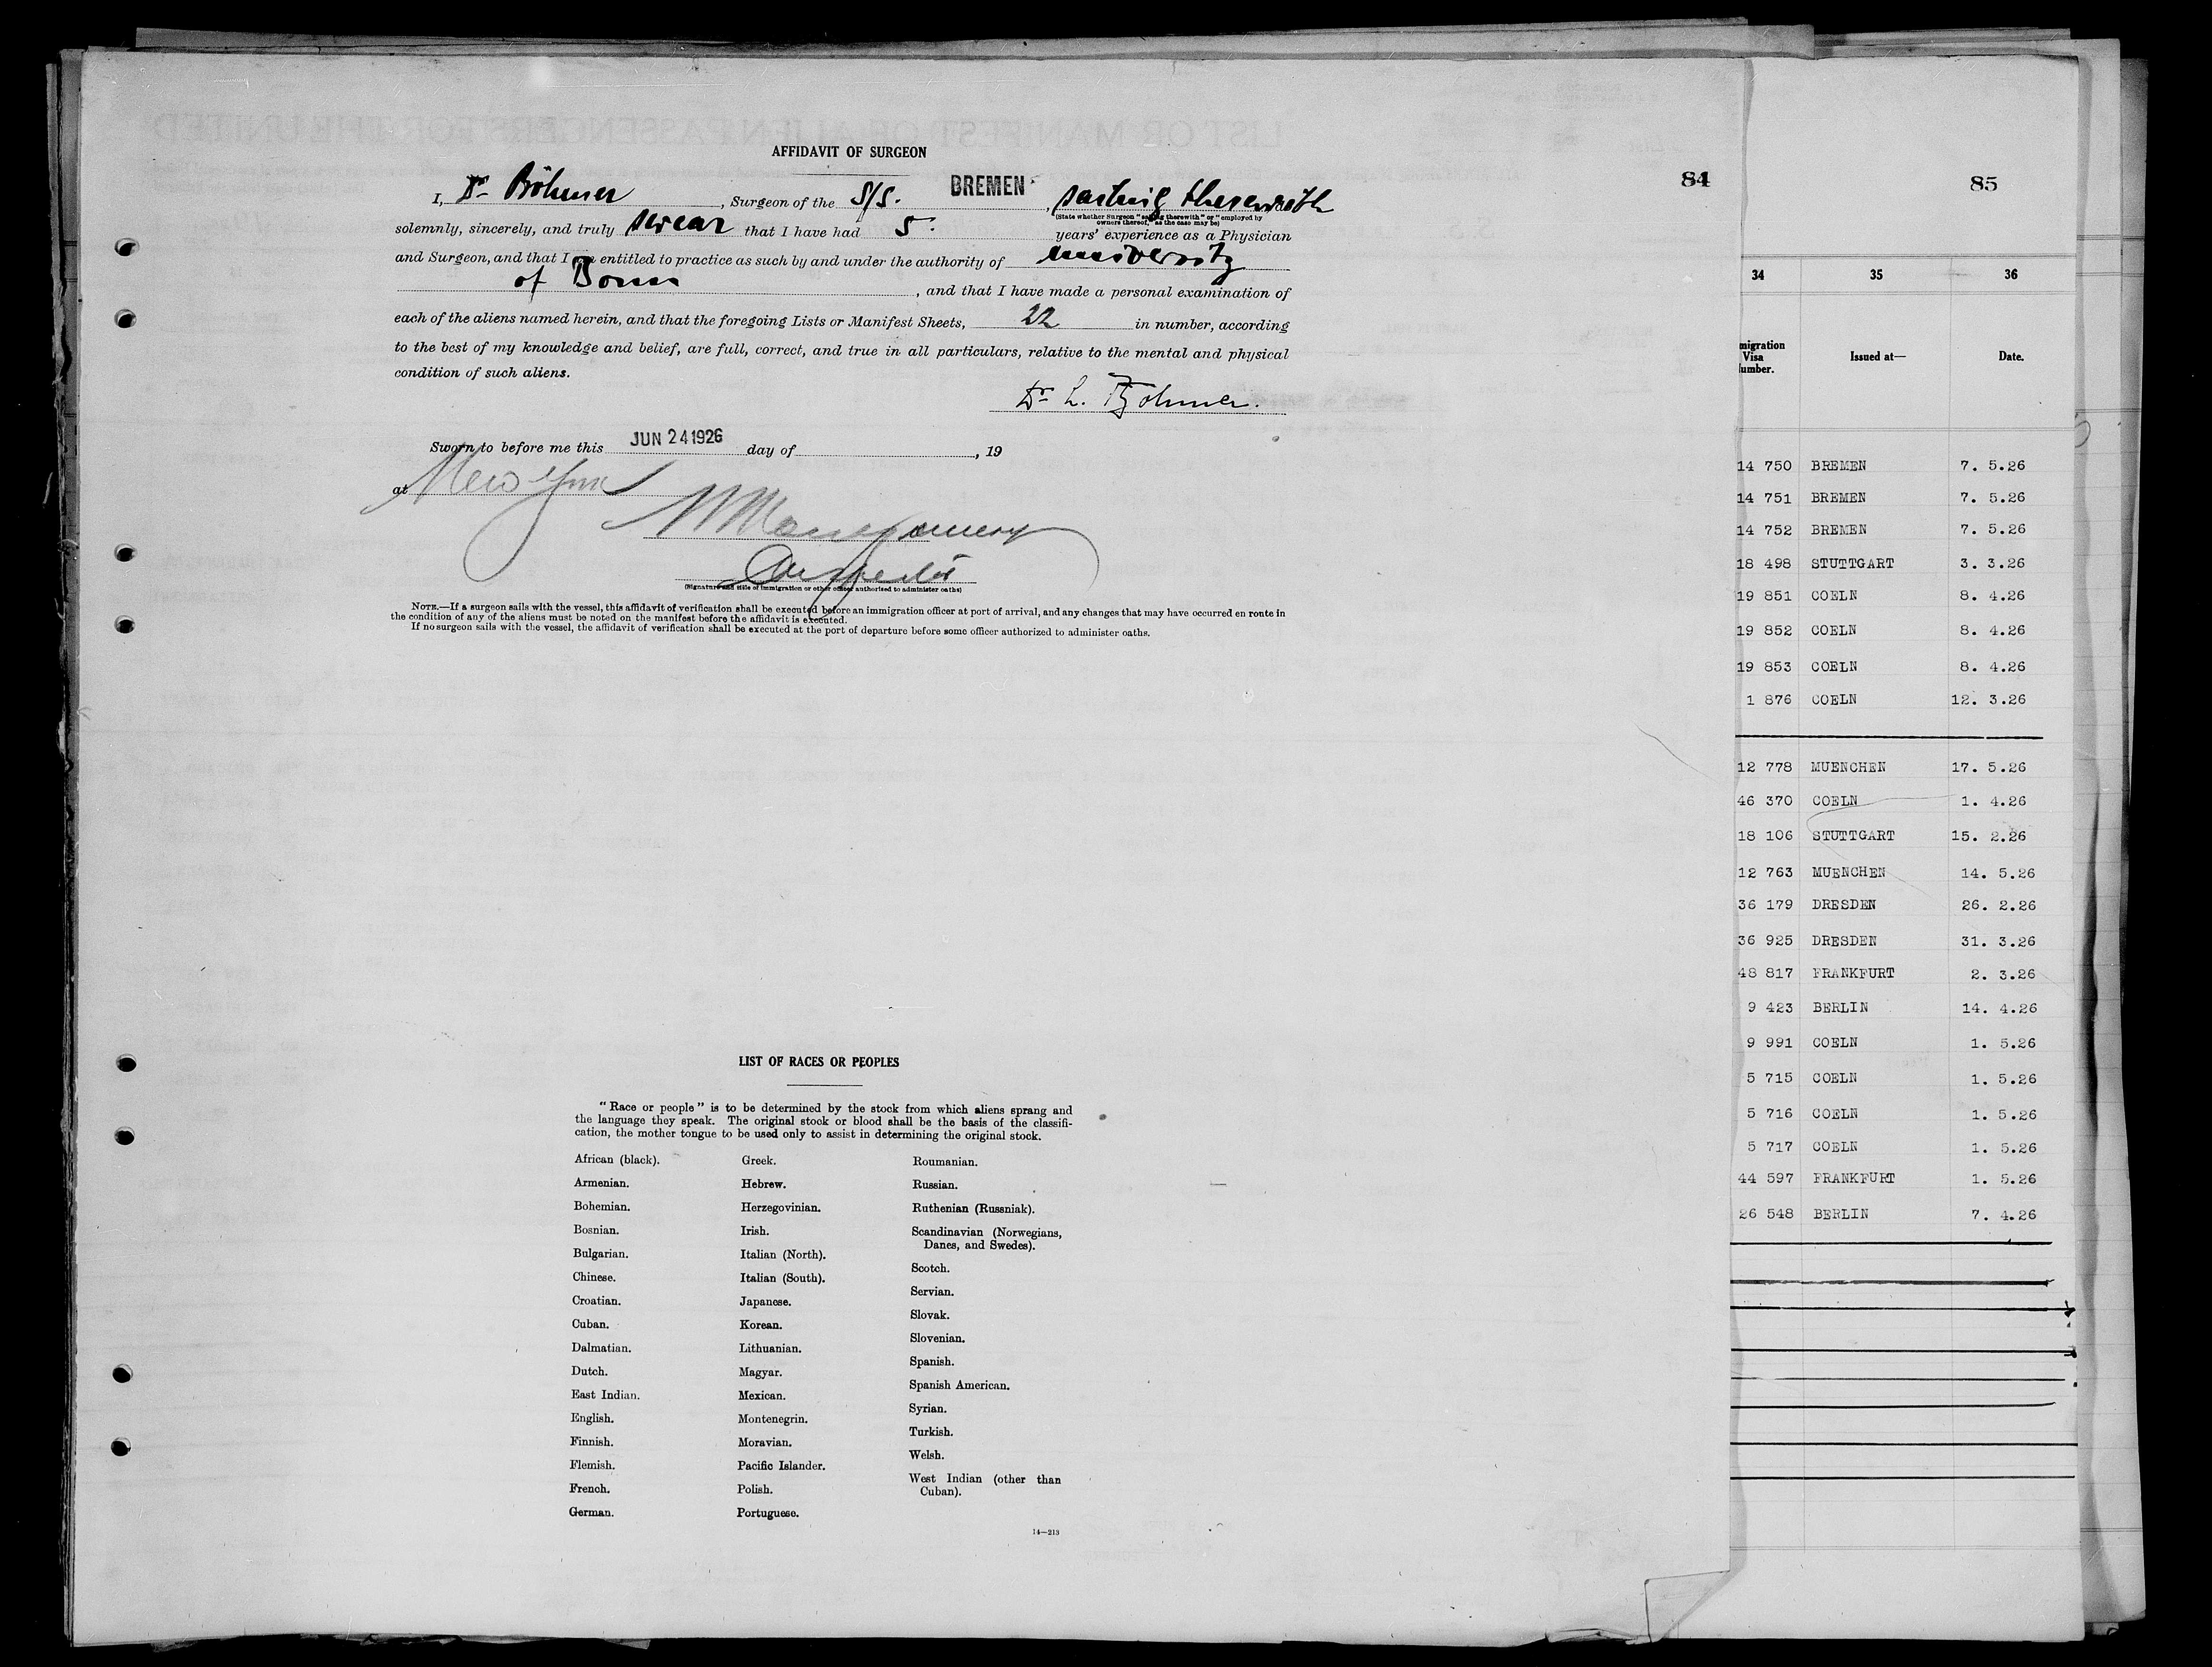 AFFIDAVIT OF SURGEON
84
I, Dr Böhmer, Surgeon of the S/S. BREMEN, sailing therewith
(State whether Surgeon "sailing therewith" or "employed by owners thereof," as the case may be)
solemnly, sincerely, and truly swear that I have had 5. years' experience as a Physician
and Surgeon, and that I entitled to practice as such by and under the authority of university
of Bonn, and that I have made a personal examination of
each of the aliens named herein, and that the foregoing Lists or Manifest Sheets, 22 in number, according
to the best of my knowledge and belief, are full, correct, and true in all particulars, relative to the mental and physical
condition of such aliens.
Dr L. Böhmer.
Sworn to before me this JUN 24 1926 day of , 19
at New York
Montgomery
Inspector
(Signature and title of immigration or other officer authorized to administer oaths)
NOTE.—If a surgeon sails with the vessel, this affidavit of verification shall be executed before an immigration officer at port of arrival, and any changes that may have occurred en route in
the condition of any of the aliens must be noted on the manifest before the affidavit is executed.
If no surgeon sails with the vessel, the affidavit of verification shall be executed at the port of departure before some officer authorized to administer oaths.
LIST OF RACES OR PEOPLES
"Race or people" is to be determined by the stock from which aliens sprang and
the language they speak. The original stock or blood shall be the basis of the classifi-
cation, the mother tongue to be used only to assist in determining the original stock.
African (black).
Armenian.
Bohemian.
Bosnian.
Bulgarian.
Chinese.
Croatian.
Cuban.
Dalmatian.
Dutch.
East Indian.
English.
Finnish.
Flemish.
French.
German.
Greek.
Hebrew.
Herzegovinian.
Irish.
Italian (North).
Italian (South).
Japanese.
Korean.
Lithuanian.
Magyar.
Mexican.
Montenegrin.
Moravian.
Pacific Islander.
Polish.
Portuguese.
Roumanian.
Russian.
Ruthenian (Russniak).
Scandinavian (Norwegians,
Danes, and Swedes).
Scotch.
Servian.
Slovak.
Slovenian.
Spanish.
Spanish American.
Syrian.
Turkish.
Welsh.
West Indian (other than
Cuban).
14—213
85
34 35 36
migration
Visa
umber.
Issued at—
Date.
14 750 BREMEN 7. 5.26
14 751 BREMEN 7. 5.26
14 752 BREMEN 7. 5.26
18 498 STUTTGART 3. 3.26
19 851 COELN 8. 4.26
19 852 COELN 8. 4.26
19 853 COELN 8. 4.26
1 876 COELN 12. 3.26
12 778 MUENCHEN 17. 5.26
46 370 COELN 1. 4.26
18 106 STUTTGART 15. 2.26
12 763 MUENCHEN 14. 5.26
36 179 DRESDEN 26. 2.26
36 925 DRESDEN 31. 3.26
48 817 FRANKFURT 2. 3.26
9 423 BERLIN 14. 4.26
9 991 COELN 1. 5.26
5 715 COELN 1. 5.26
5 716 COELN 1. 5.26
5 717 COELN 1. 5.26
44 597 FRANKFURT 1. 5.26
26 548 BERLIN 7. 4.26